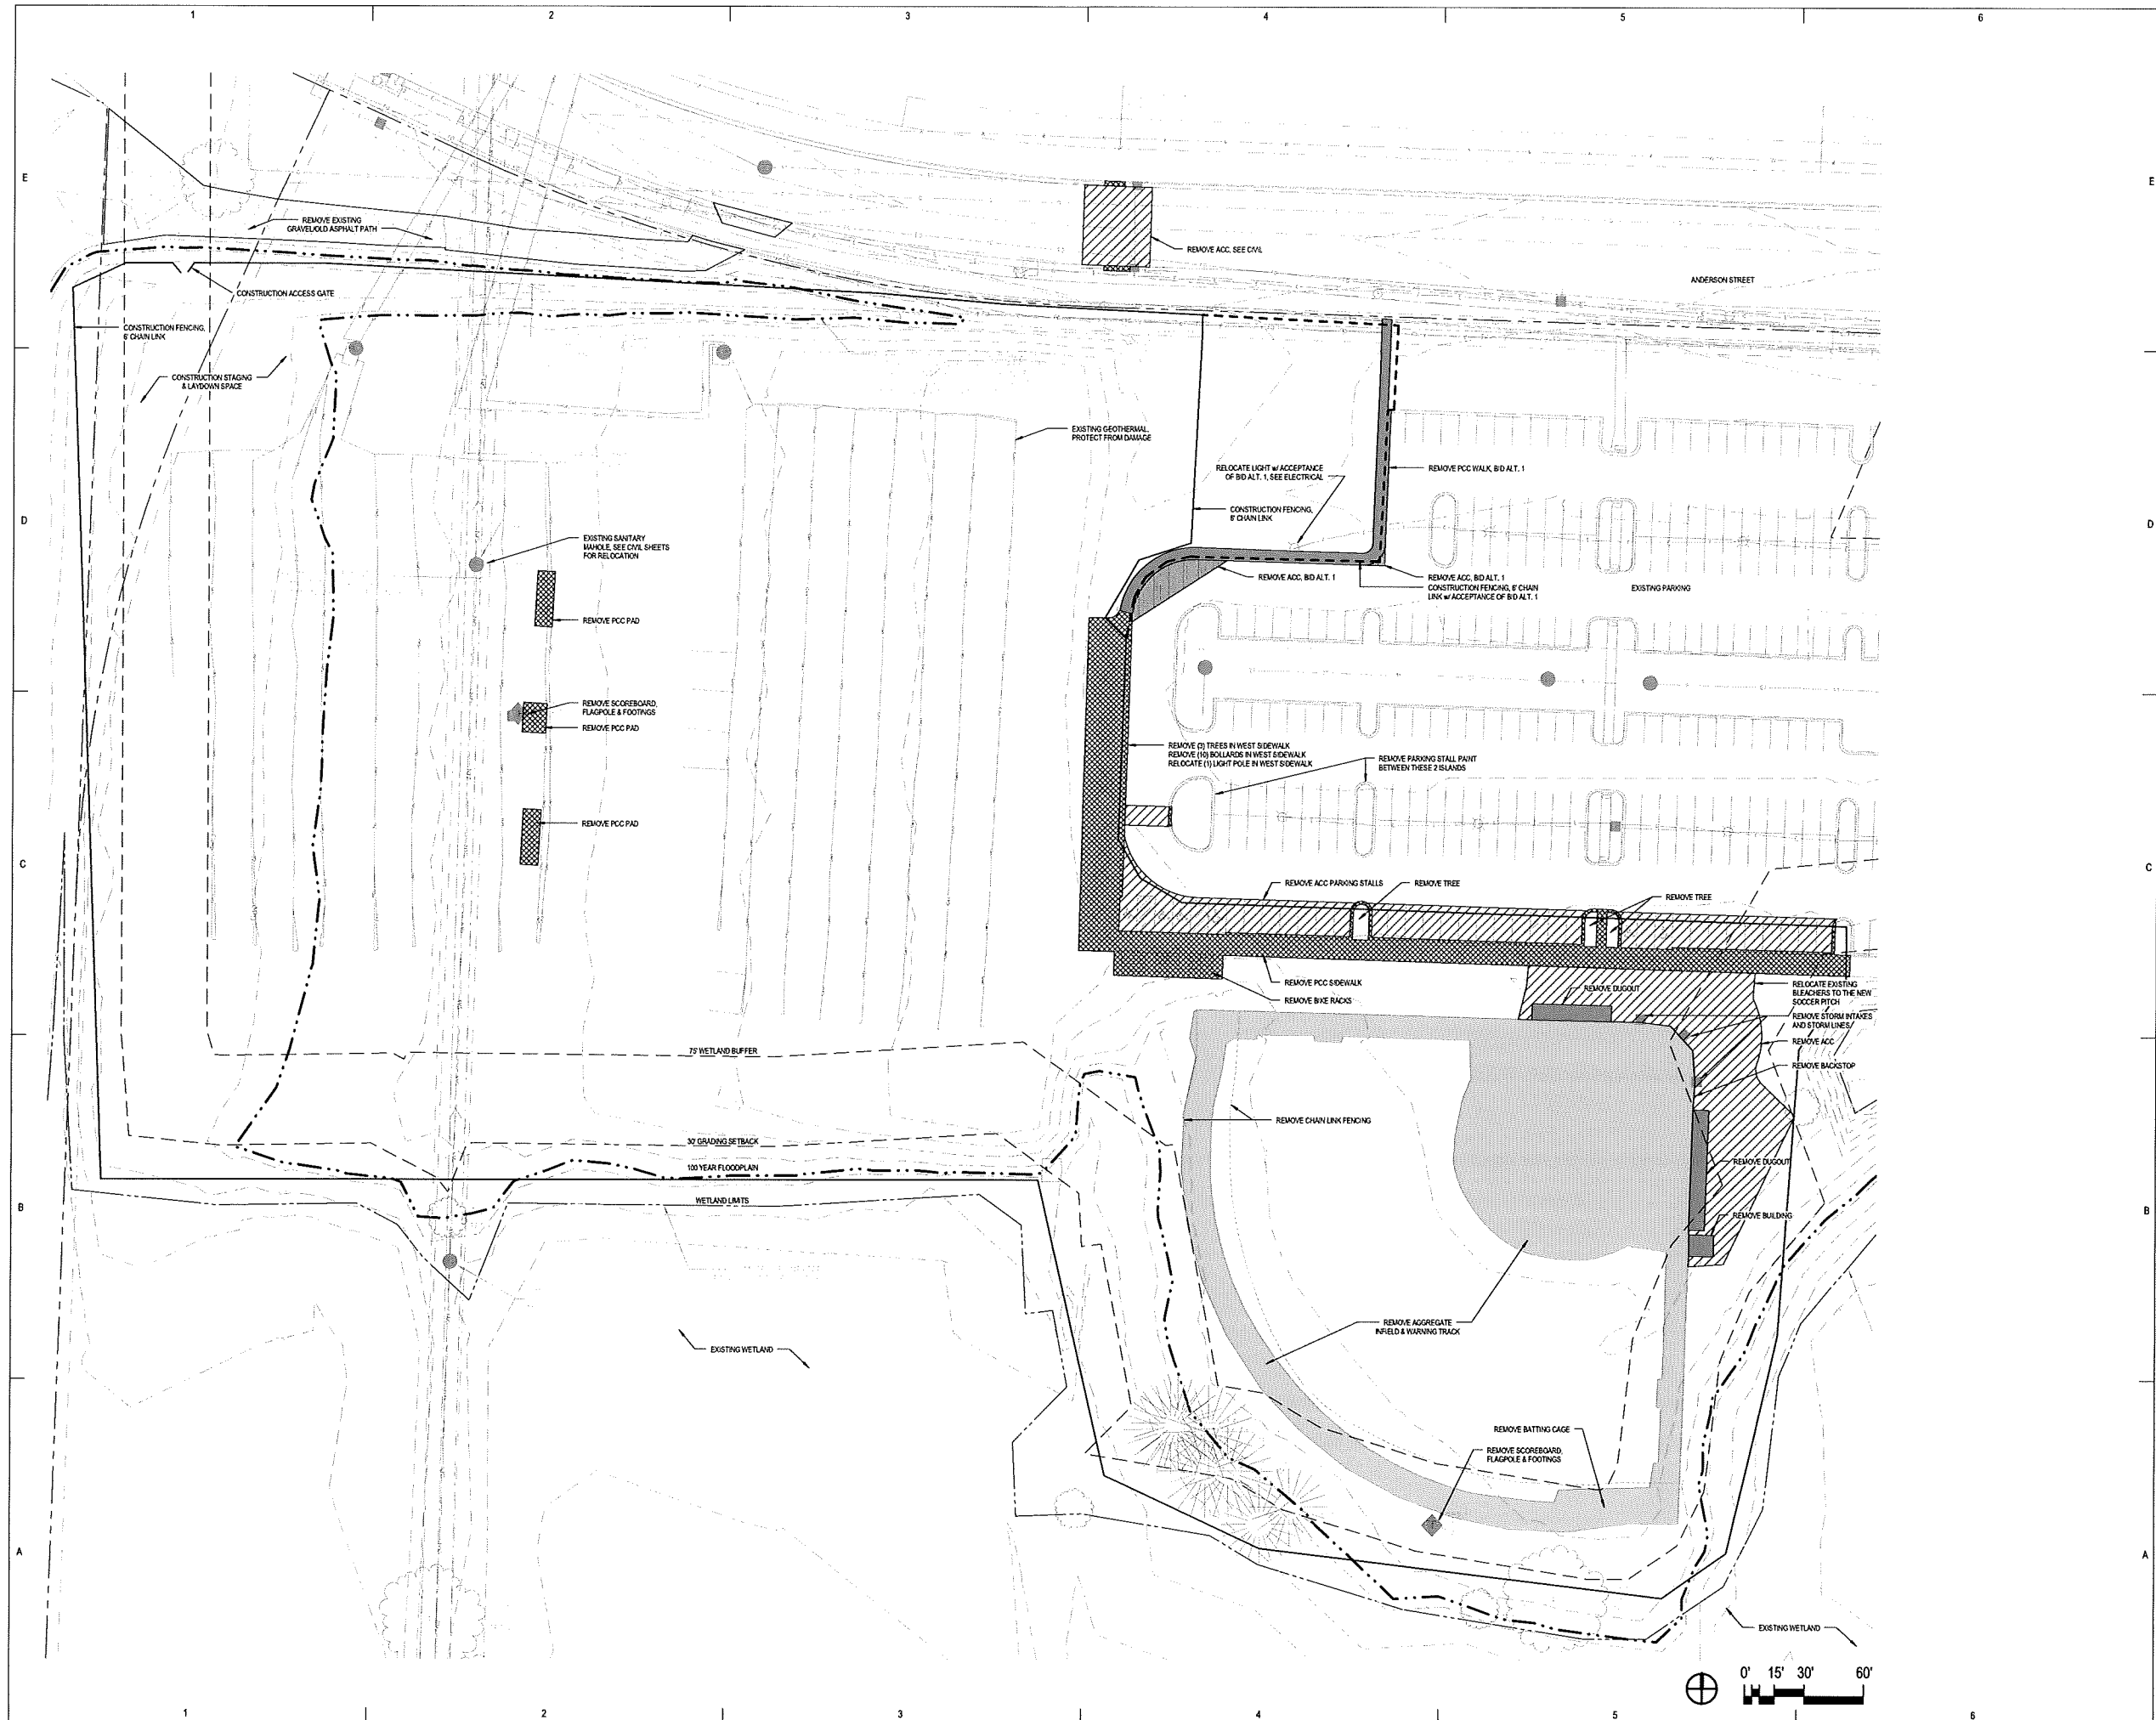 1 2 3 4 5 6
E E
REMOVE EXISTING
GRAVEL/OLD ASPHALT PATH
REMOVE ACC, SEE CIVIL
ANDERSON STREET
CONSTRUCTION ACCESS GATE
CONSTRUCTION FENCING,
6' CHAIN LINK
CONSTRUCTION STAGING
& LAYDOWN SPACE
EXISTING GEOTHERMAL,
PROTECT FROM DAMAGE
RELOCATE LIGHT w/ ACCEPTANCE
OF BID ALT. 1, SEE ELECTRICAL
REMOVE PCC WALK, BID ALT. 1
CONSTRUCTION FENCING,
6' CHAIN LINK
D D
EXISTING SANITARY
MAHOLE, SEE CIVIL SHEETS
FOR RELOCATION
REMOVE ACC, BID ALT. 1
REMOVE ACC, BID ALT. 1
CONSTRUCTION FENCING, 6' CHAIN
LINK w/ ACCEPTANCE OF BID ALT. 1
EXISTING PARKING
REMOVE PCC PAD
REMOVE SCOREBOARD,
FLAGPOLE & FOOTINGS
REMOVE PCC PAD
REMOVE (3) TREES IN WEST SIDEWALK
REMOVE (10) BOLLARDS IN WEST SIDEWALK
RELOCATE (1) LIGHT POLE IN WEST SIDEWALK
REMOVE PARKING STALL PAINT
BETWEEN THESE 2 ISLANDS
REMOVE PCC PAD
C C
REMOVE ACC PARKING STALLS
REMOVE TREE
REMOVE TREE
REMOVE PCC SIDEWALK
REMOVE BIKE RACKS
REMOVE DUGOUT
RELOCATE EXISTING
BLEACHERS TO THE NEW
SOCCER PITCH
REMOVE STORM INTAKES
AND STORM LINES
REMOVE ACC
75' WETLAND BUFFER
REMOVE BACKSTOP
REMOVE CHAIN LINK FENCING
30' GRADING SETBACK
100 YEAR FLOODPLAIN
REMOVE DUGOUT
WETLAND LIMITS
B B
REMOVE BUILDING
REMOVE AGGREGATE
INFIELD & WARNING TRACK
EXISTING WETLAND
REMOVE BATTING CAGE
REMOVE SCOREBOARD,
FLAGPOLE & FOOTINGS
A A
EXISTING WETLAND
0' 15' 30' 60'
1 2 3 4 5 6